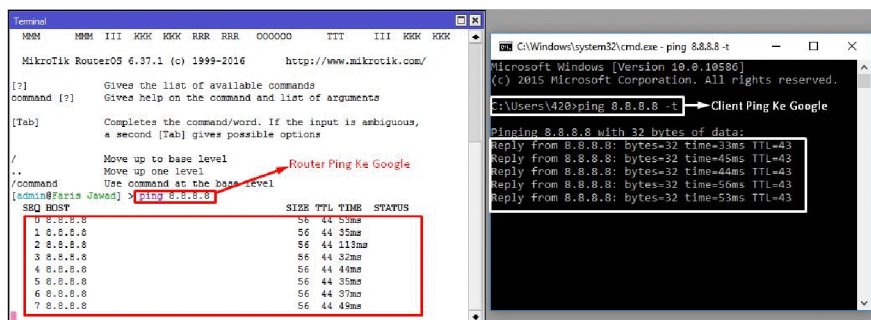 Terminal
MMM MMM III KKK KKK RRR RRR OOOOOO TTT III KKK KKK
MikroTik RouterOS 6.37.1 (c) 1999-2016 http://www.mikrotik.com/
[?] Gives the list of available commands
command [?] Gives help on the command and list of arguments
[Tab] Completes the command/word. If the input is ambiguous,
a second [Tab] gives possible options
/ Move up to base level
.. Move up one level
/command Use command at the base level
Router Ping Ke Google
[admin@Faris Jawad] > ping 8.8.8.8
SEQ HOST SIZE TTL TIME STATUS
0 8.8.8.8 56 44 53ms
1 8.8.8.8 56 44 35ms
2 8.8.8.8 56 44 113ms
3 8.8.8.8 56 44 32ms
4 8.8.8.8 56 44 44ms
5 8.8.8.8 56 44 35ms
6 8.8.8.8 56 44 37ms
7 8.8.8.8 56 44 49ms
C:\Windows\system32\cmd.exe - ping 8.8.8.8 -t
Microsoft Windows [Version 10.0.10586]
(c) 2015 Microsoft Corporation. All rights reserved.
C:\Users\420>ping 8.8.8.8 -t
Client Ping Ke Google
Pinging 8.8.8.8 with 32 bytes of data:
Reply from 8.8.8.8: bytes=32 time=33ms TTL=43
Reply from 8.8.8.8: bytes=32 time=45ms TTL=43
Reply from 8.8.8.8: bytes=32 time=44ms TTL=43
Reply from 8.8.8.8: bytes=32 time=56ms TTL=43
Reply from 8.8.8.8: bytes=32 time=53ms TTL=43